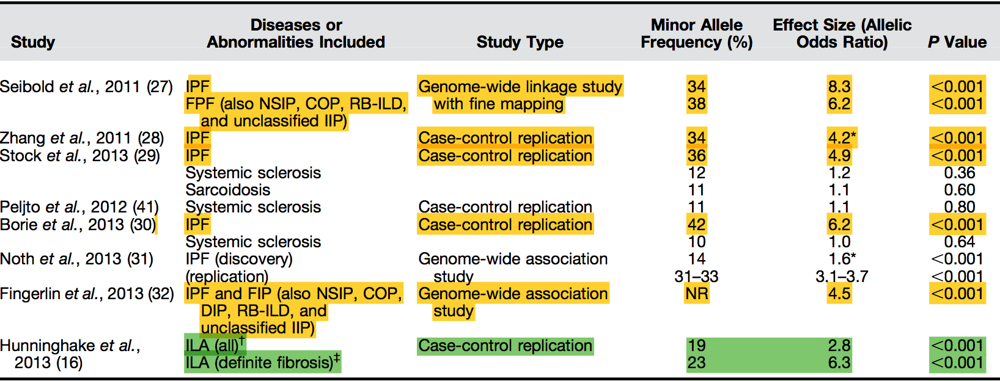 Study Diseases or Abnormalities Included Study Type Minor Allele Frequency (%) Effect Size (Allelic Odds Ratio) P Value
Seibold et al., 2011 (27) IPF Genome-wide linkage study 34 8.3 <0.001
FPF (also NSIP, COP, RB-ILD, with fine mapping 38 6.2 <0.001
and unclassified IIP)
Zhang et al., 2011 (28) IPF Case-control replication 34 4.2* <0.001
Stock et al., 2013 (29) IPF Case-control replication 36 4.9 <0.001
Systemic sclerosis 12 1.2 0.36
Sarcoidosis 11 1.1 0.60
Peljto et al., 2012 (41) Systemic sclerosis Case-control replication 11 1.1 0.80
Borie et al., 2013 (30) IPF Case-control replication 42 6.2 <0.001
Systemic sclerosis 10 1.0 0.64
Noth et al., 2013 (31) IPF (discovery) Genome-wide association 14 1.6* <0.001
(replication) study 31–33 3.1–3.7 <0.001
Fingerlin et al., 2013 (32) IPF and FIP (also NSIP, COP, Genome-wide association NR 4.5 <0.001
DIP, RB-ILD, and study
unclassified IIP)
Hunninghake et al., ILA (all)† Case-control replication 19 2.8 <0.001
2013 (16) ILA (definite fibrosis)‡ 23 6.3 <0.001